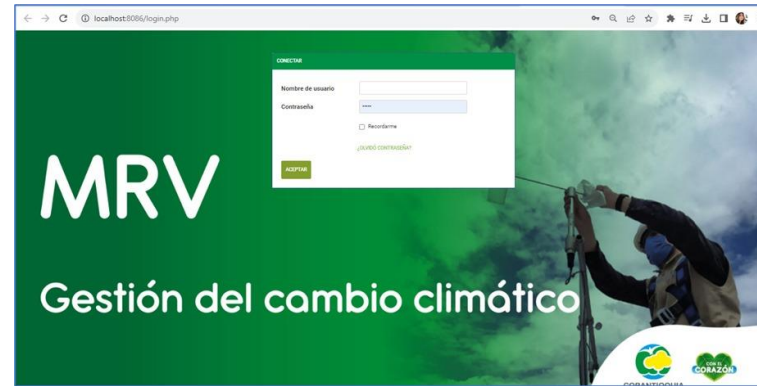 localhost:8086/login.php
CONECTAR
Nombre de usuario
Contraseña
Recordarme
¿OLVIDÓ CONTRASEÑA?
ACEPTAR
MRV
Gestión del cambio climático
CON EL
CORAZÓN
CORANTIOQUIA